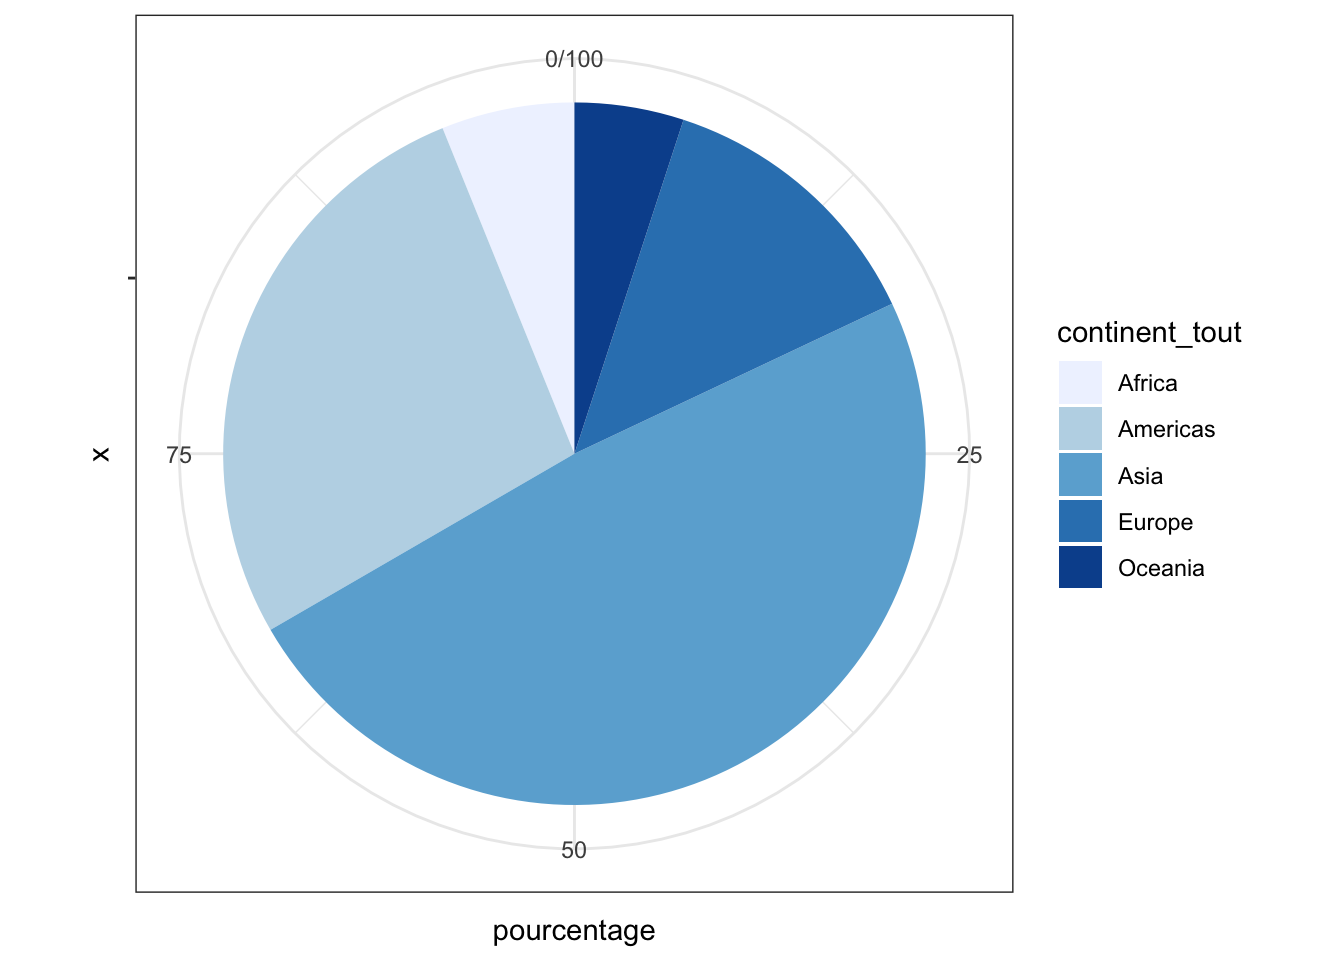 0/100
25
50
75
x
pourcentage
continent_tout
Africa
Americas
Asia
Europe
Oceania